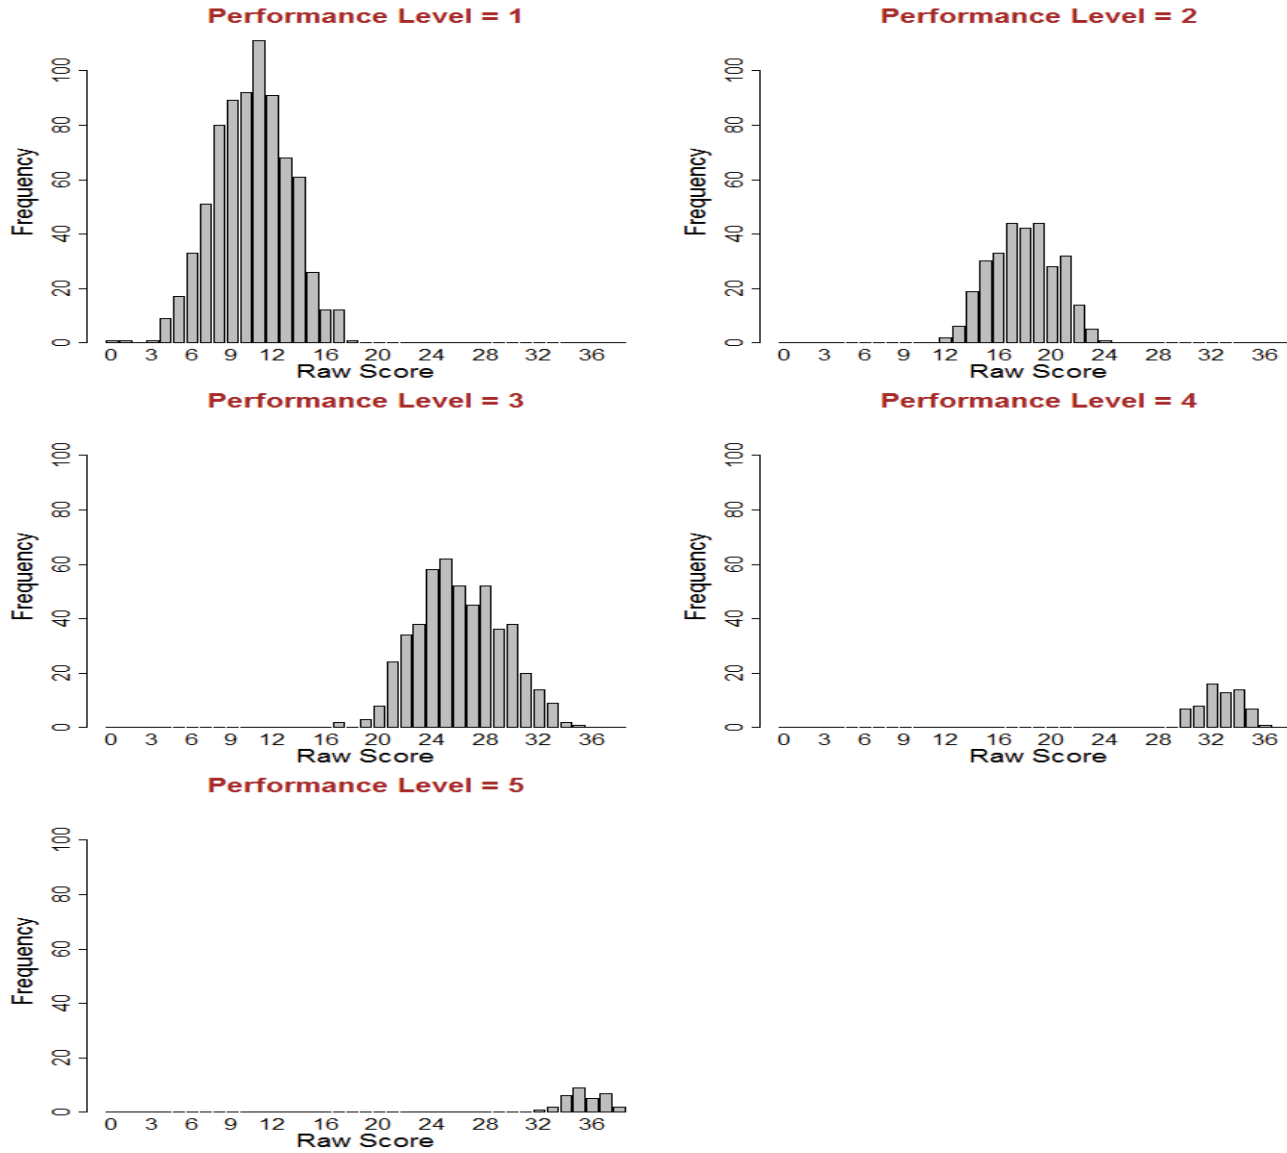 Performance Level = 1
Frequency
100
80
60
40
20
0
0 3 6 9 12 16 20 24 28 32 36
Raw Score
Performance Level = 2
Frequency
100
80
60
40
20
0
0 3 6 9 12 16 20 24 28 32 36
Raw Score
Performance Level = 3
Frequency
100
80
60
40
20
0
0 3 6 9 12 16 20 24 28 32 36
Raw Score
Performance Level = 4
Frequency
100
80
60
40
20
0
0 3 6 9 12 16 20 24 28 32 36
Raw Score
Performance Level = 5
Frequency
100
80
60
40
20
0
0 3 6 9 12 16 20 24 28 32 36
Raw Score